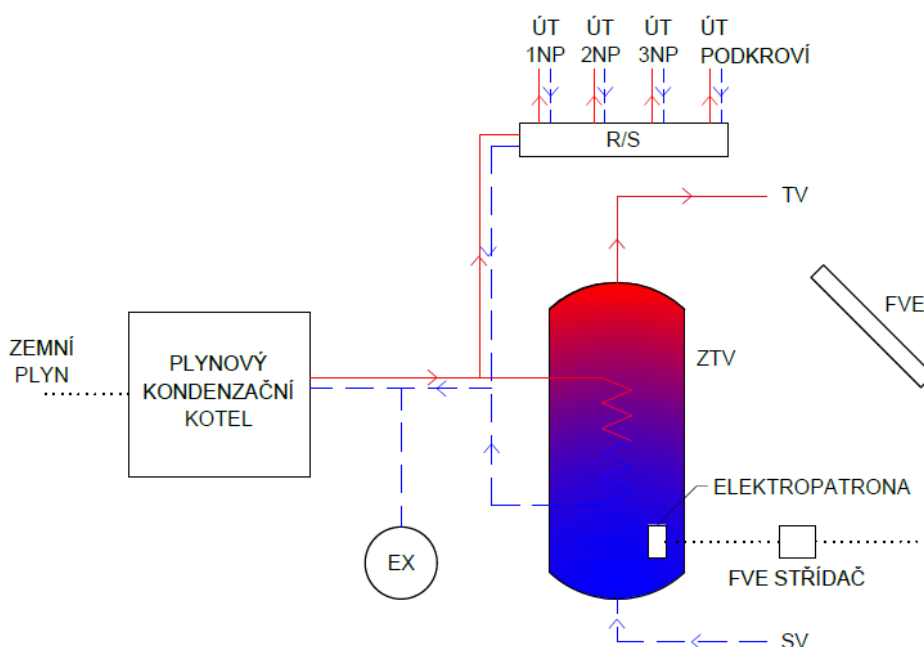 ÚT ÚT ÚT ÚT
1NP 2NP 3NP PODKROVÍ
R/S
TV
FVE
ZTV
ZEMNÍ
PLYN
PLYNOVÝ
KONDENZAČNÍ
KOTEL
ELEKTROPATRONA
EX
FVE STŘÍDAČ
SV